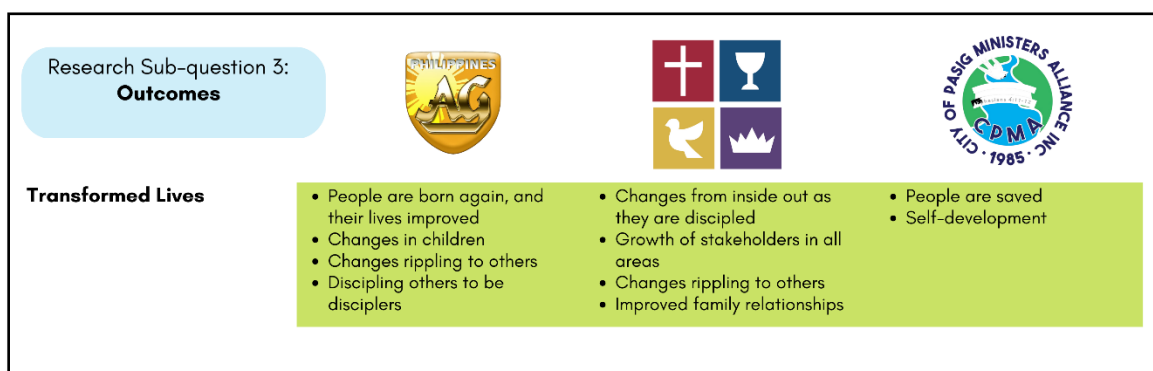 Research Sub-question 3:
Outcomes
PHILIPPINES
AG
CITY OF PASIG MINISTERS ALLIANCE INC
CPMA
• 1985 •
Transformed Lives
• People are born again, and
their lives improved
• Changes in children
• Changes rippling to others
• Discipling others to be
disciplers
• Changes from inside out as
they are discipled
• Growth of stakeholders in all
areas
• Changes rippling to others
• Improved family relationships
• People are saved
• Self-development